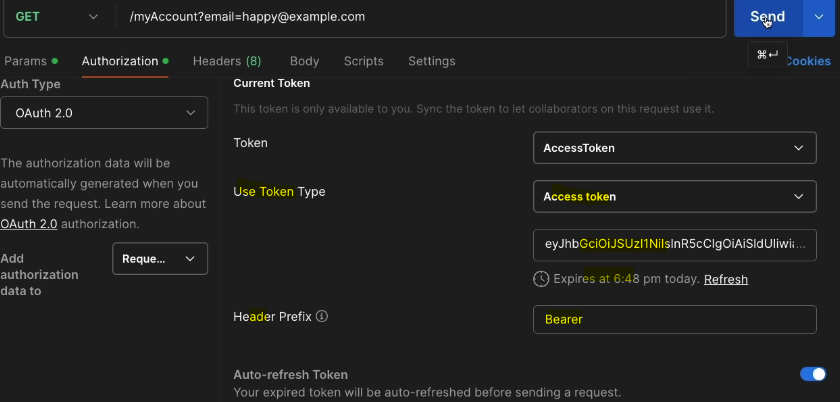 GET /myAccount?email=happy@example.com Send
⌘↵
Params Authorization Headers (8) Body Scripts Settings Cookies
Auth Type
OAuth 2.0
The authorization data will be
automatically generated when you
send the request. Learn more about
OAuth 2.0 authorization.
Add
authorization
data to
Reque...
Current Token
This token is only available to you. Sync the token to let collaborators on this request use it.
Token AccessToken
Use Token Type Access token
eyJhbGciOiJSUzI1NiIsInR5cCIgOiAiSldUIiwia...
Expires at 6:48 pm today. Refresh
Header Prefix Bearer
Auto-refresh Token
Your expired token will be auto-refreshed before sending a request.